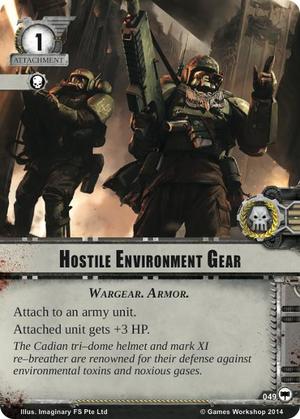 1
ATTACHMENT
HOSTILE ENVIRONMENT GEAR
WARGEAR. ARMOR.
Attach to an army unit.
Attached unit gets +3 HP.
The Cadian tri–dome helmet and mark XI
re–breather are renowned for their defense against
environmental toxins and noxious gases.
049
Illus. Imaginary FS Pte Ltd
© Games Workshop 2014